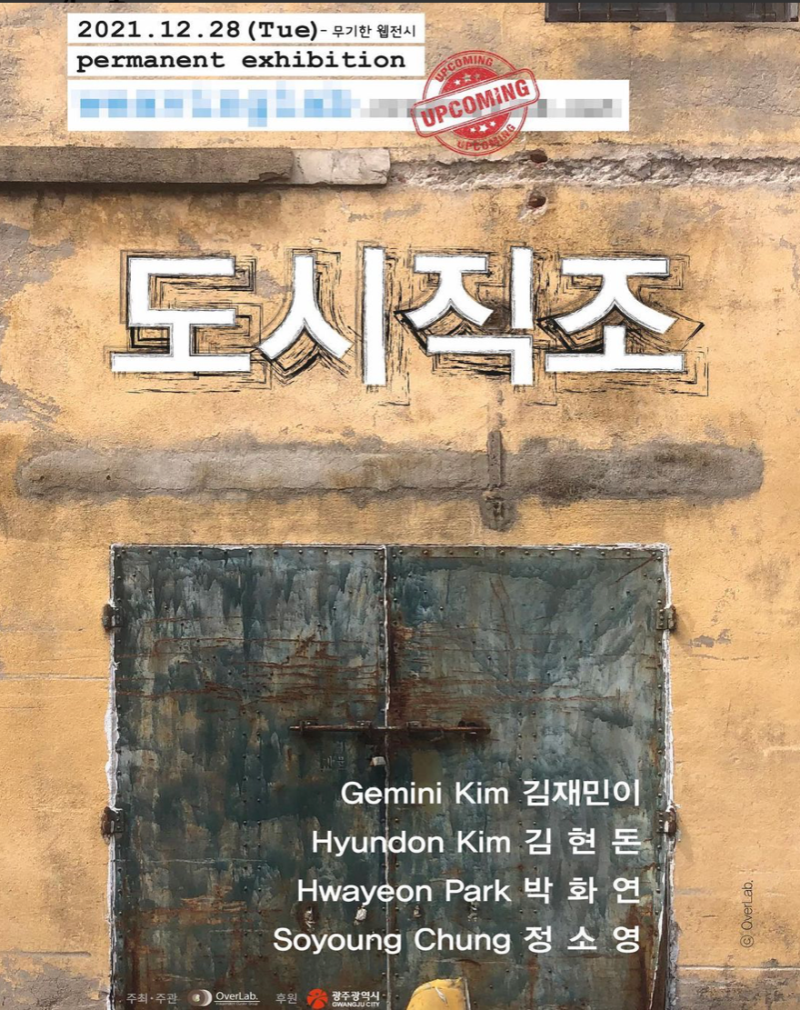 2021.12.28(Tue)- 무기한 웹전시
permanent exhibition
UPCOMING
UPCOMING
UPCOMING
도시직조
Gemini Kim 김재민이
Hyundon Kim 김 현 돈
Hwayeon Park 박 화 연
Soyoung Chung 정 소 영
ⓒ OverLab.
주최·주관 OverLab. 후원 광주광역시
GWANGJU CITY